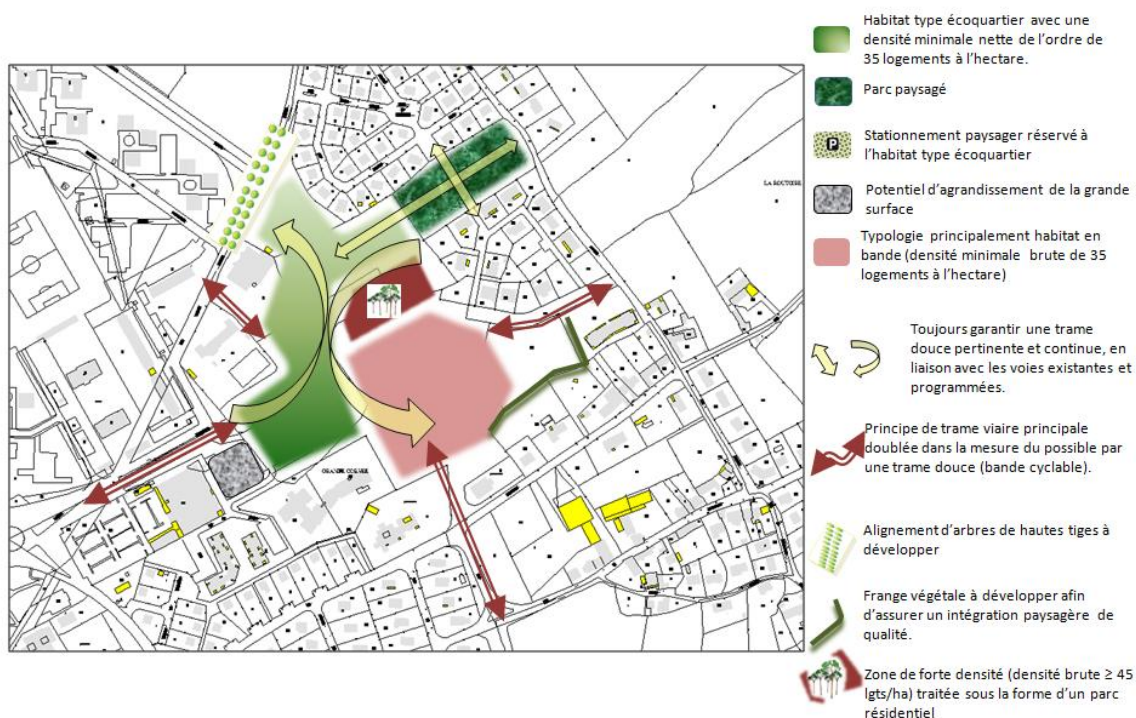 Habitat type écoquartier avec une
densité minimale nette de l'ordre de
35 logements à l'hectare.
Parc paysagé
P
Stationnement paysager réservé à
l'habitat type écoquartier
Potentiel d'agrandissement de la grande
surface
Typologie principalement habitat en
bande (densité minimale brute de 35
logements à l'hectare)
Toujours garantir une trame
douce pertinente et continue, en
liaison avec les voies existantes et
programmées.
Principe de trame viaire principale
doublée dans la mesure du possible par
une trame douce (bande cyclable).
Alignement d'arbres de hautes tiges à
développer
Frange végétale à développer afin
d'assurer un intégration paysagère de
qualité.
Zone de forte densité (densité brute ≥ 45
lgts/ha) traitée sous la forme d'un parc
résidentiel